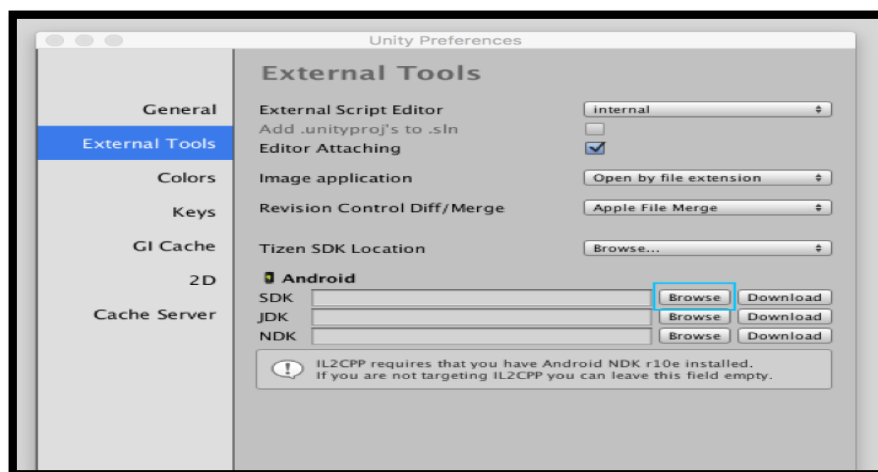 Unity Preferences
External Tools
General
External Tools
Colors
Keys
GI Cache
2D
Cache Server
External Script Editor internal
Add .unityproj's to .sln
Editor Attaching
Image application Open by file extension
Revision Control Diff/Merge Apple File Merge
Tizen SDK Location Browse...
Android
SDK Browse Download
JDK Browse Download
NDK Browse Download
IL2CPP requires that you have Android NDK r10e installed.
If you are not targeting IL2CPP you can leave this field empty.